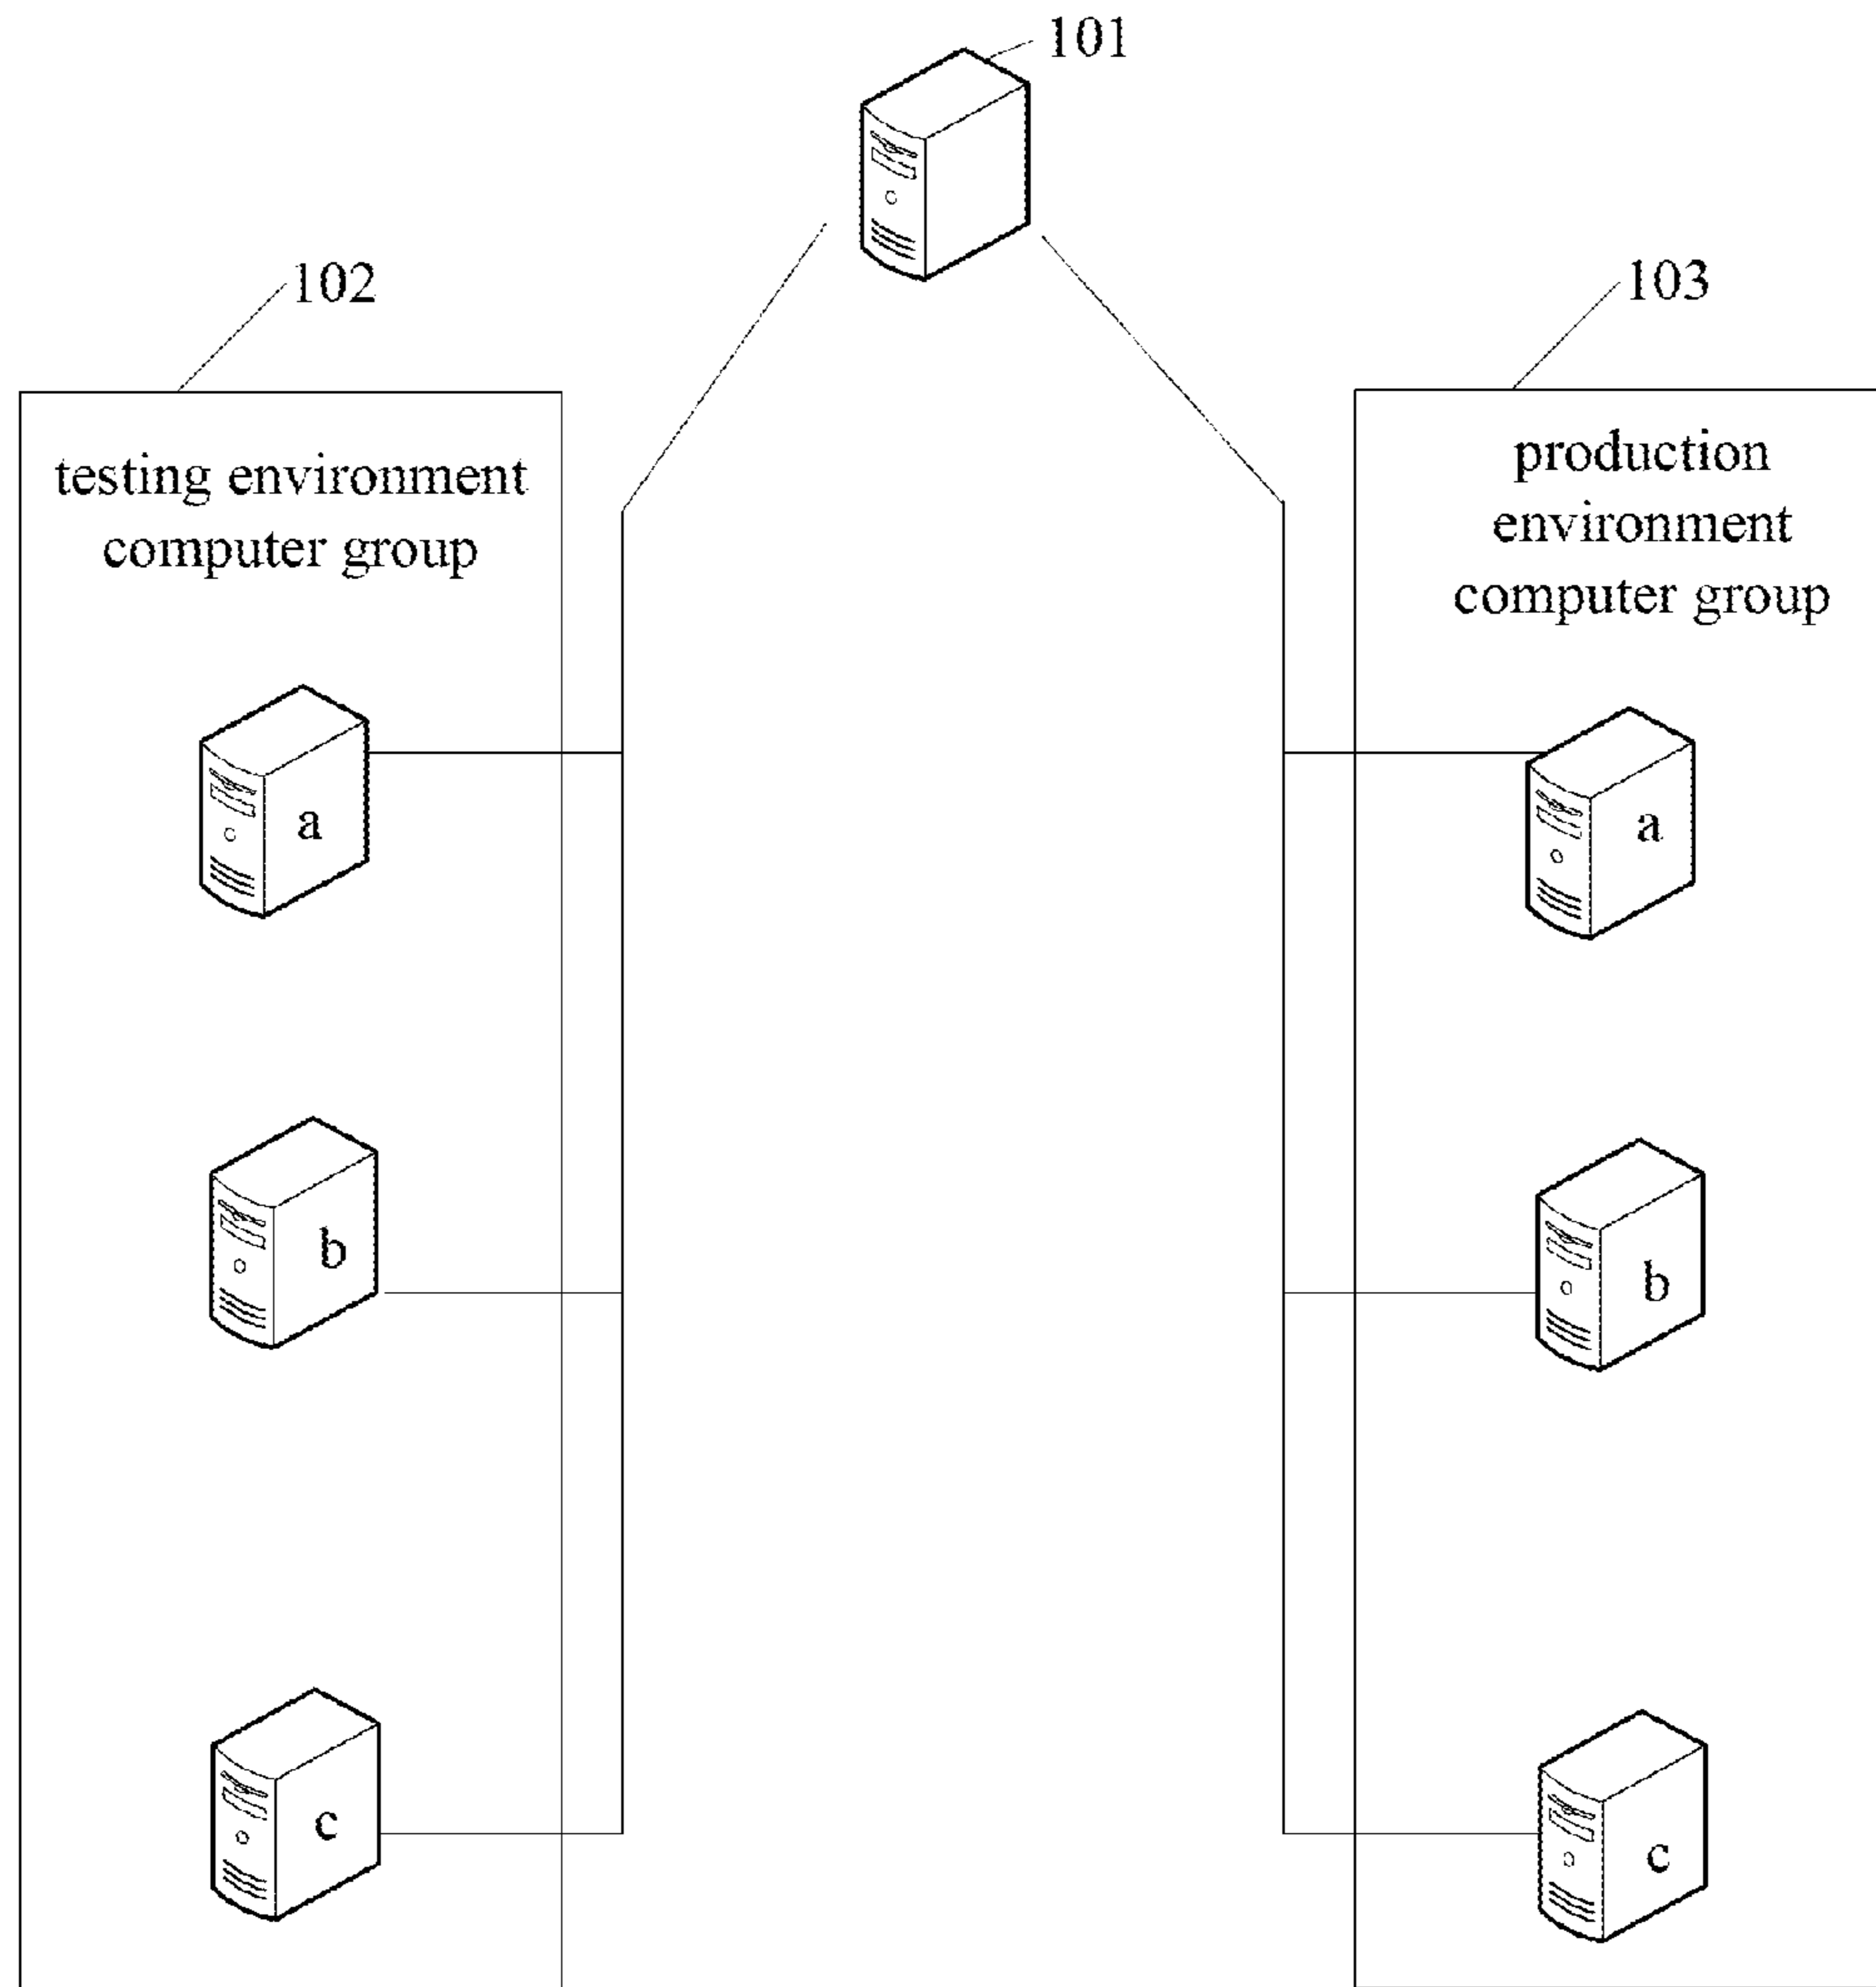 101
102
103
testing environment
computer group
production
environment
computer group
a
a
b
b
c
c